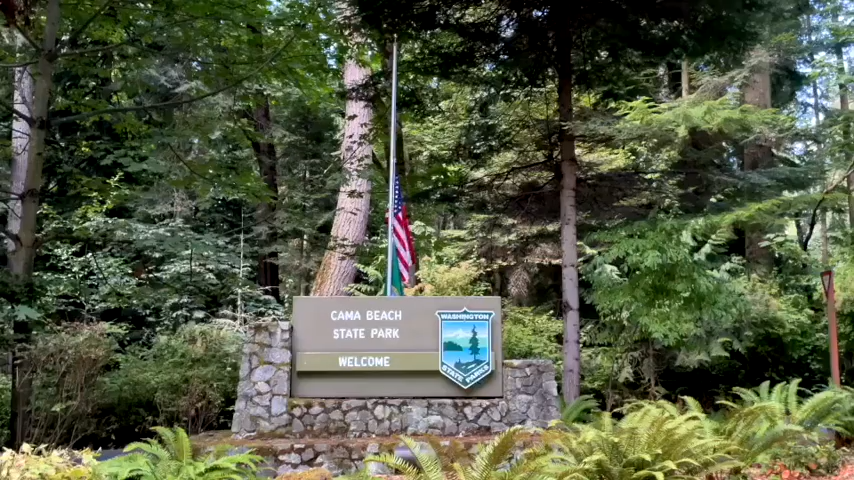 CAMA BEACH
STATE PARK
WELCOME
WASHINGTON
STATE PARKS